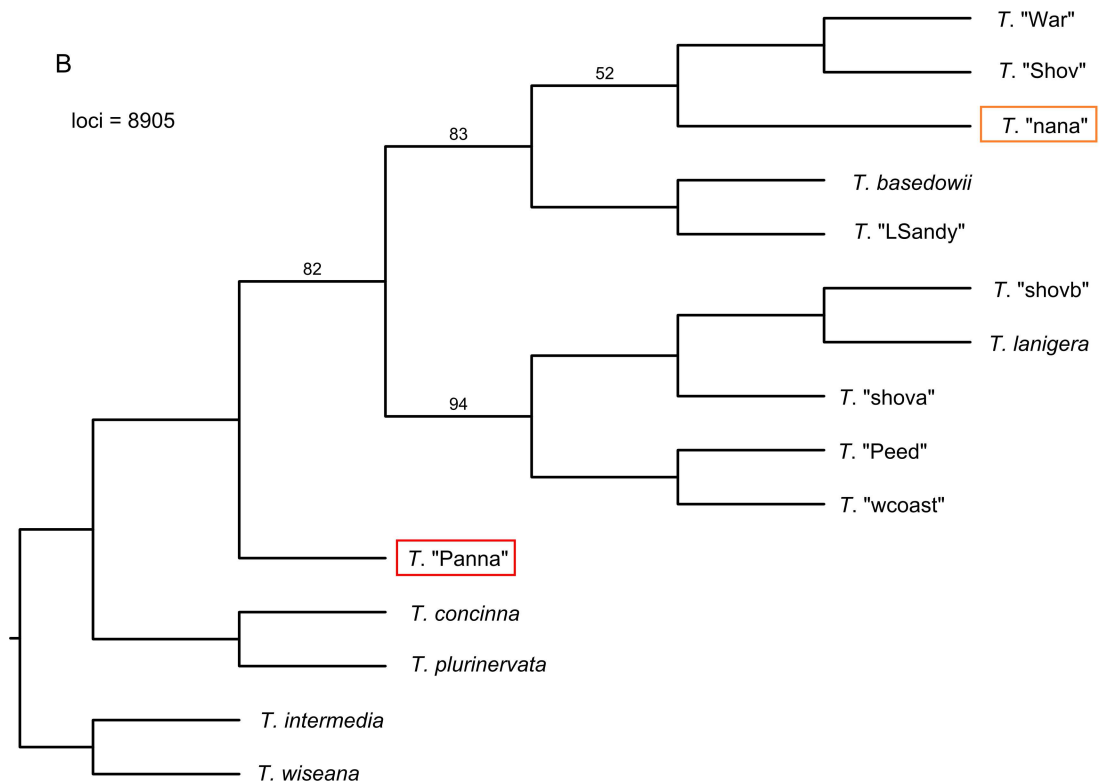 T. "War"
B
T. "Shov"
52
loci = 8905
T. "nana"
83
T. basedowii
T. "LSandy"
82
T. "shovb"
T. lanigera
T. "shova"
94
T. "Peed"
T. "wcoast"
T. "Panna"
T. concinna
T. plurinervata
T. intermedia
T. wiseana